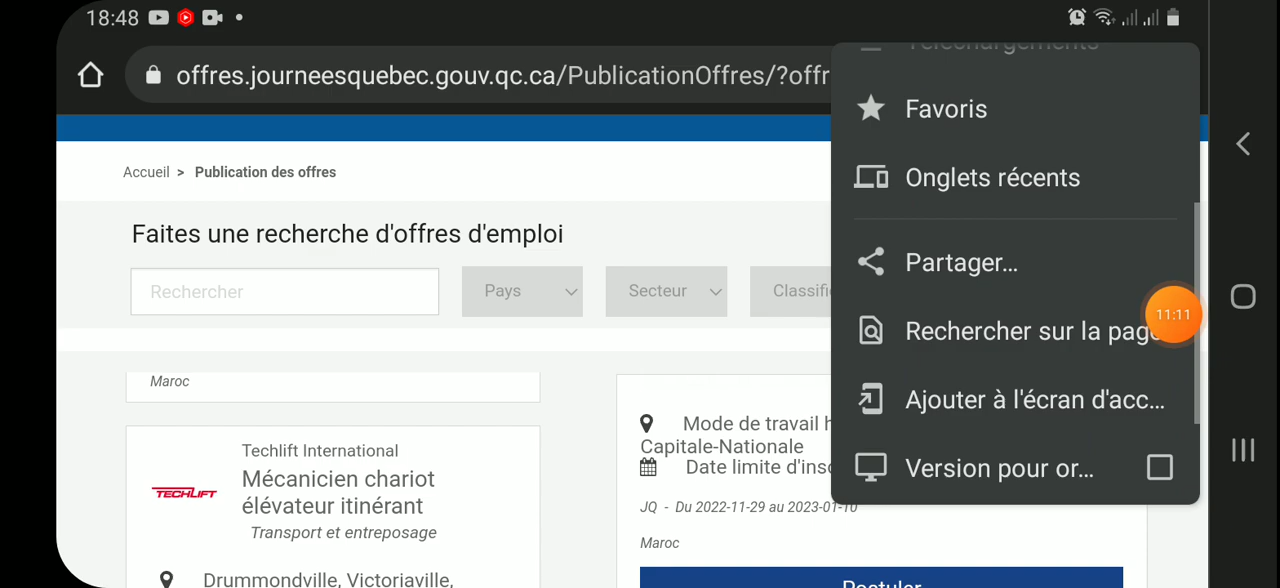 18:48
offres.journeesquebec.gouv.qc.ca/PublicationOffres/?offr
Téléchargements
Favoris
Onglets récents
Partager...
Rechercher sur la page
11:11
Ajouter à l'écran d'acc...
Version pour or...
Accueil > Publication des offres
Faites une recherche d'offres d'emploi
Rechercher
Pays
Secteur
Classifi
Maroc
Techlift International
TECHLIFT
Mécanicien chariot
élévateur itinérant
Transport et entreposage
Drummondville, Victoriaville,
Mode de travail h
Capitale-Nationale
Date limite d'insc
JQ - Du 2022-11-29 au 2023-01-10
Maroc
Postuler